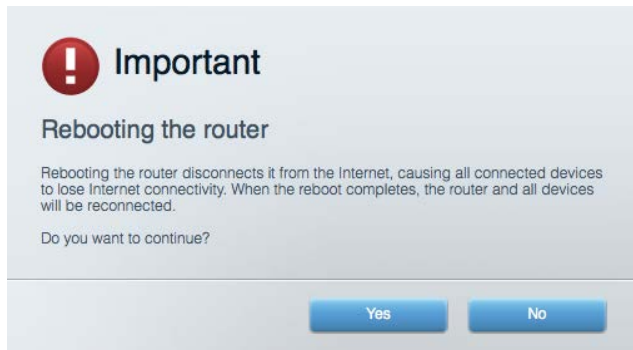 Important
Rebooting the router
Rebooting the router disconnects it from the Internet, causing all connected devices
to lose Internet connectivity. When the reboot completes, the router and all devices
will be reconnected.
Do you want to continue?
Yes No